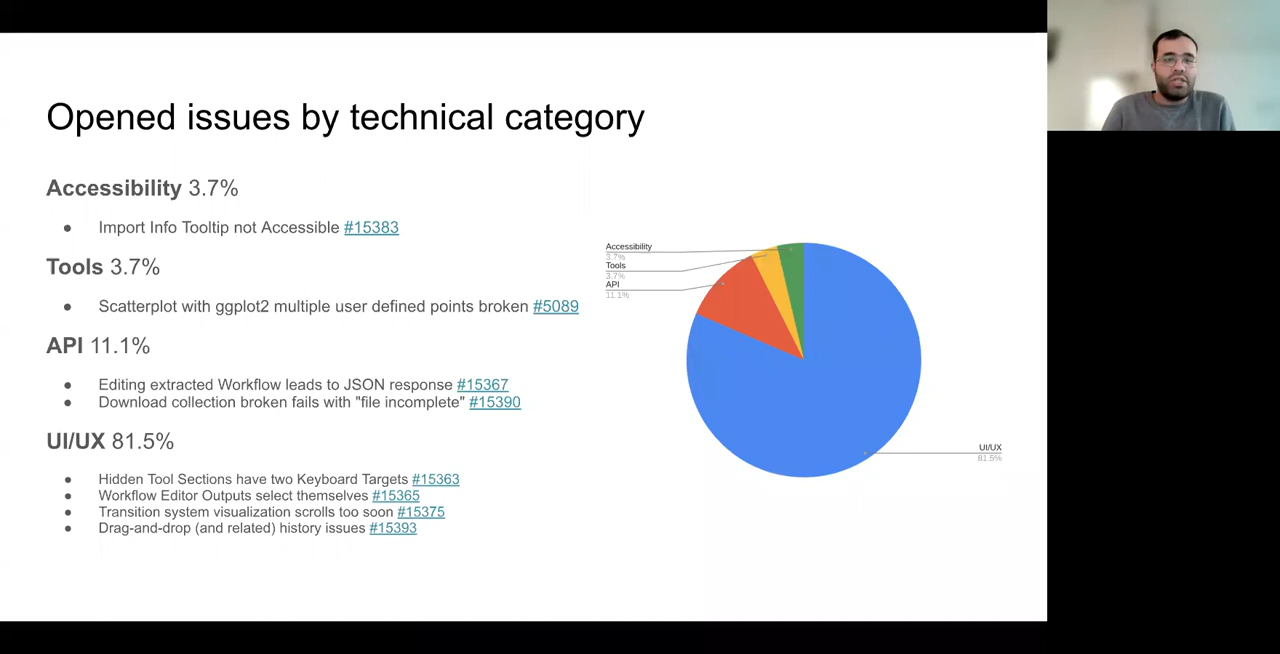 Opened issues by technical category
Accessibility 3.7%
● Import Info Tooltip not Accessible #15383
Tools 3.7%
● Scatterplot with ggplot2 multiple user defined points broken #5089
API 11.1%
● Editing extracted Workflow leads to JSON response #15367
● Download collection broken fails with "file incomplete" #15390
UI/UX 81.5%
● Hidden Tool Sections have two Keyboard Targets #15363
● Workflow Editor Outputs select themselves #15365
● Transition system visualization scrolls too soon #15375
● Drag-and-drop (and related) history issues #15393
Accessibility
3.7%
Tools
3.7%
API
11.1%
UI/UX
81.5%